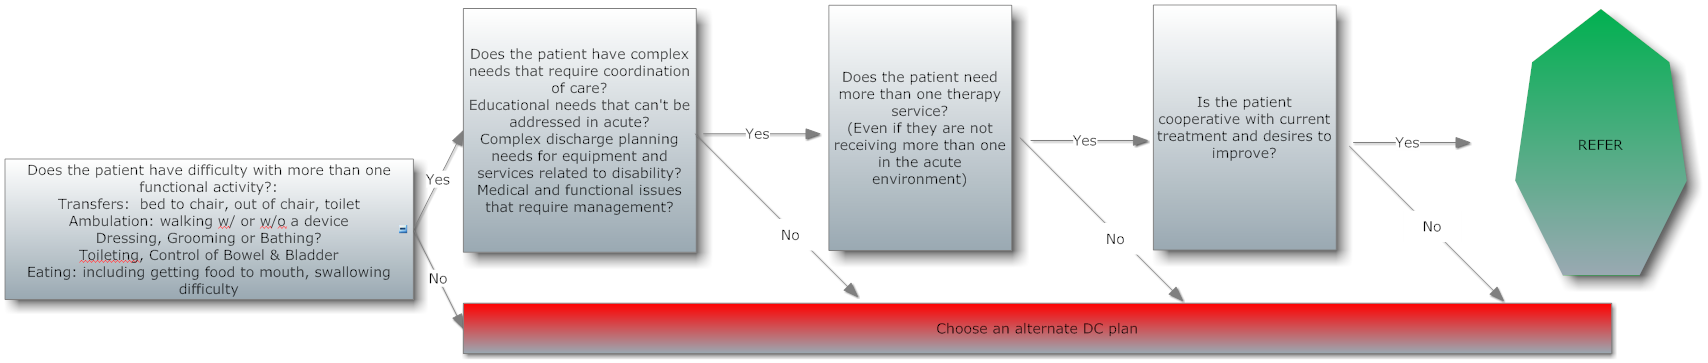 Does the patient have difficulty with more than one
functional activity?:
Transfers:  bed to chair, out of chair, toilet
Ambulation: walking w/ or w/o a device
Dressing, Grooming or Bathing?
Toileting, Control of Bowel & Bladder
Eating: including getting food to mouth, swallowing
difficulty
Yes
No
Does the patient have complex
needs that require coordination
of care?
Educational needs that can't be
addressed in acute?
Complex discharge planning
needs for equipment and
services related to disability?
Medical and functional issues
that require management?
Yes
No
Does the patient need
more than one therapy
service?
(Even if they are not
receiving more than one
in the acute
environment)
Yes
No
Is the patient
cooperative with current
treatment and desires to
improve?
Yes
No
REFER
Choose an alternate DC plan